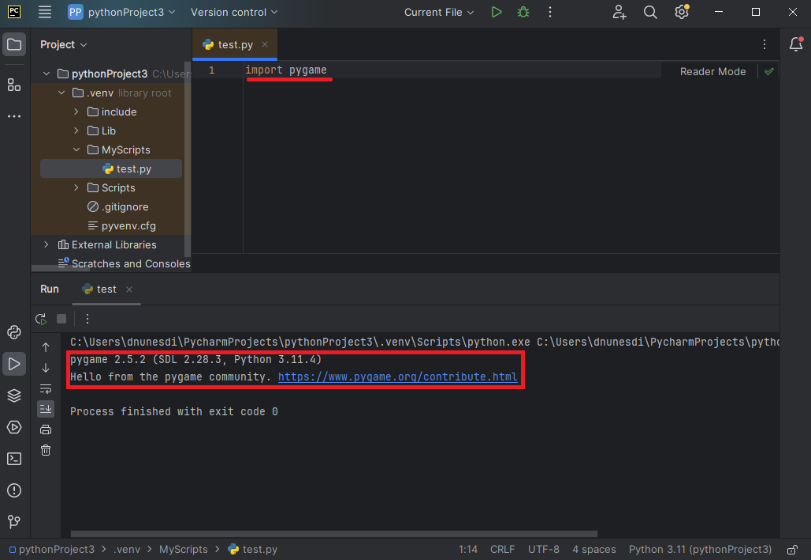 PC
PP pythonProject3 Version control Current File
Project
test.py
pythonProject3 C:\Users
.venv library root
include
Lib
MyScripts
test.py
Scripts
.gitignore
pyvenv.cfg
External Libraries
Scratches and Consoles
1 import pygame
Reader Mode
Run test
C:\Users\dnunesdi\PycharmProjects\pythonProject3\.venv\Scripts\python.exe C:\Users\dnunesdi\PycharmProjects\pytho
pygame 2.5.2 (SDL 2.28.3, Python 3.11.4)
Hello from the pygame community. https://www.pygame.org/contribute.html
Process finished with exit code 0
pythonProject3 > .venv > MyScripts > test.py 1:14 CRLF UTF-8 4 spaces Python 3.11 (pythonProject3)